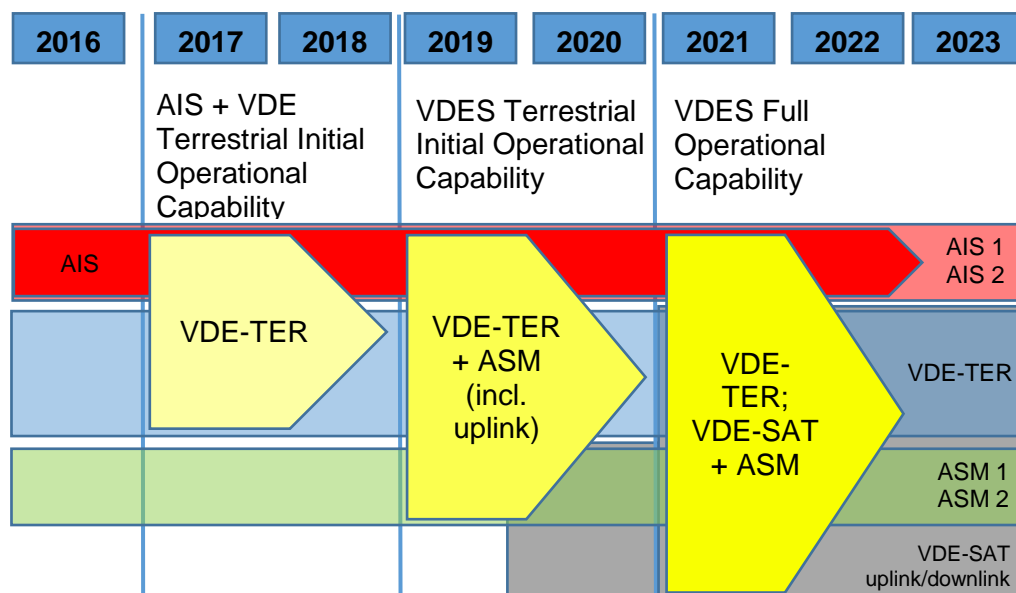 2016 2017 2018 2019 2020 2021 2022 2023
AIS + VDE
Terrestrial Initial
Operational
Capability
VDES Terrestrial
Initial Operational
Capability
VDES Full
Operational
Capability
AIS
AIS 1
AIS 2
VDE-TER
VDE-TER
+ ASM
(incl.
uplink)
VDE-
TER;
VDE-SAT
+ ASM
VDE-TER
ASM 1
ASM 2
VDE-SAT
uplink/downlink